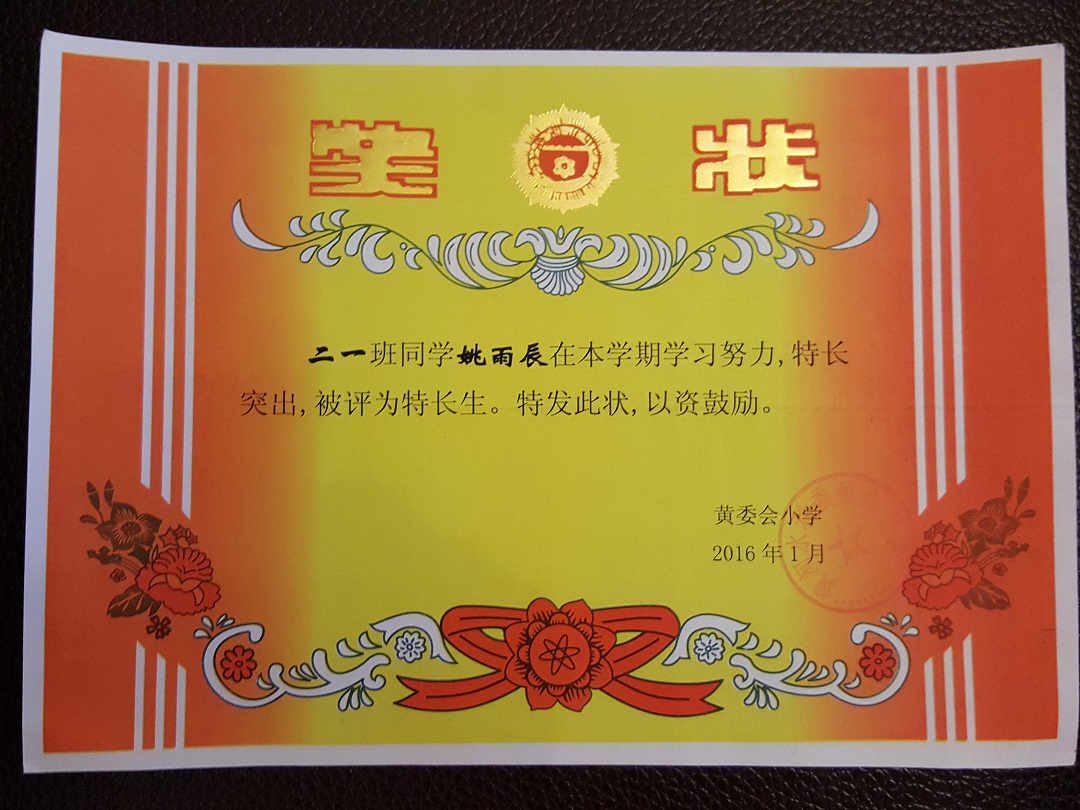 奖状
二一班同学姚雨辰在本学期学习努力,特长
突出,被评为特长生。特发此状,以资鼓励。
黄委会小学
2016年1月